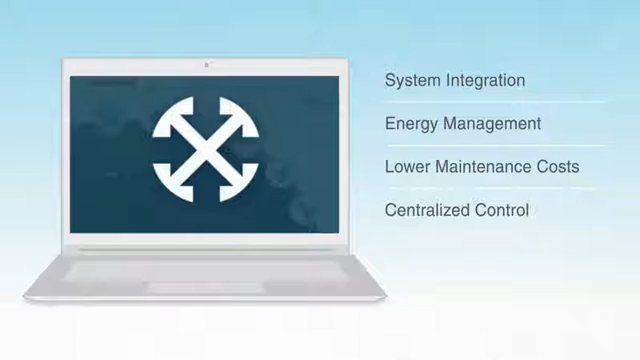 System Integration
Energy Management
Lower Maintenance Costs
Centralized Control